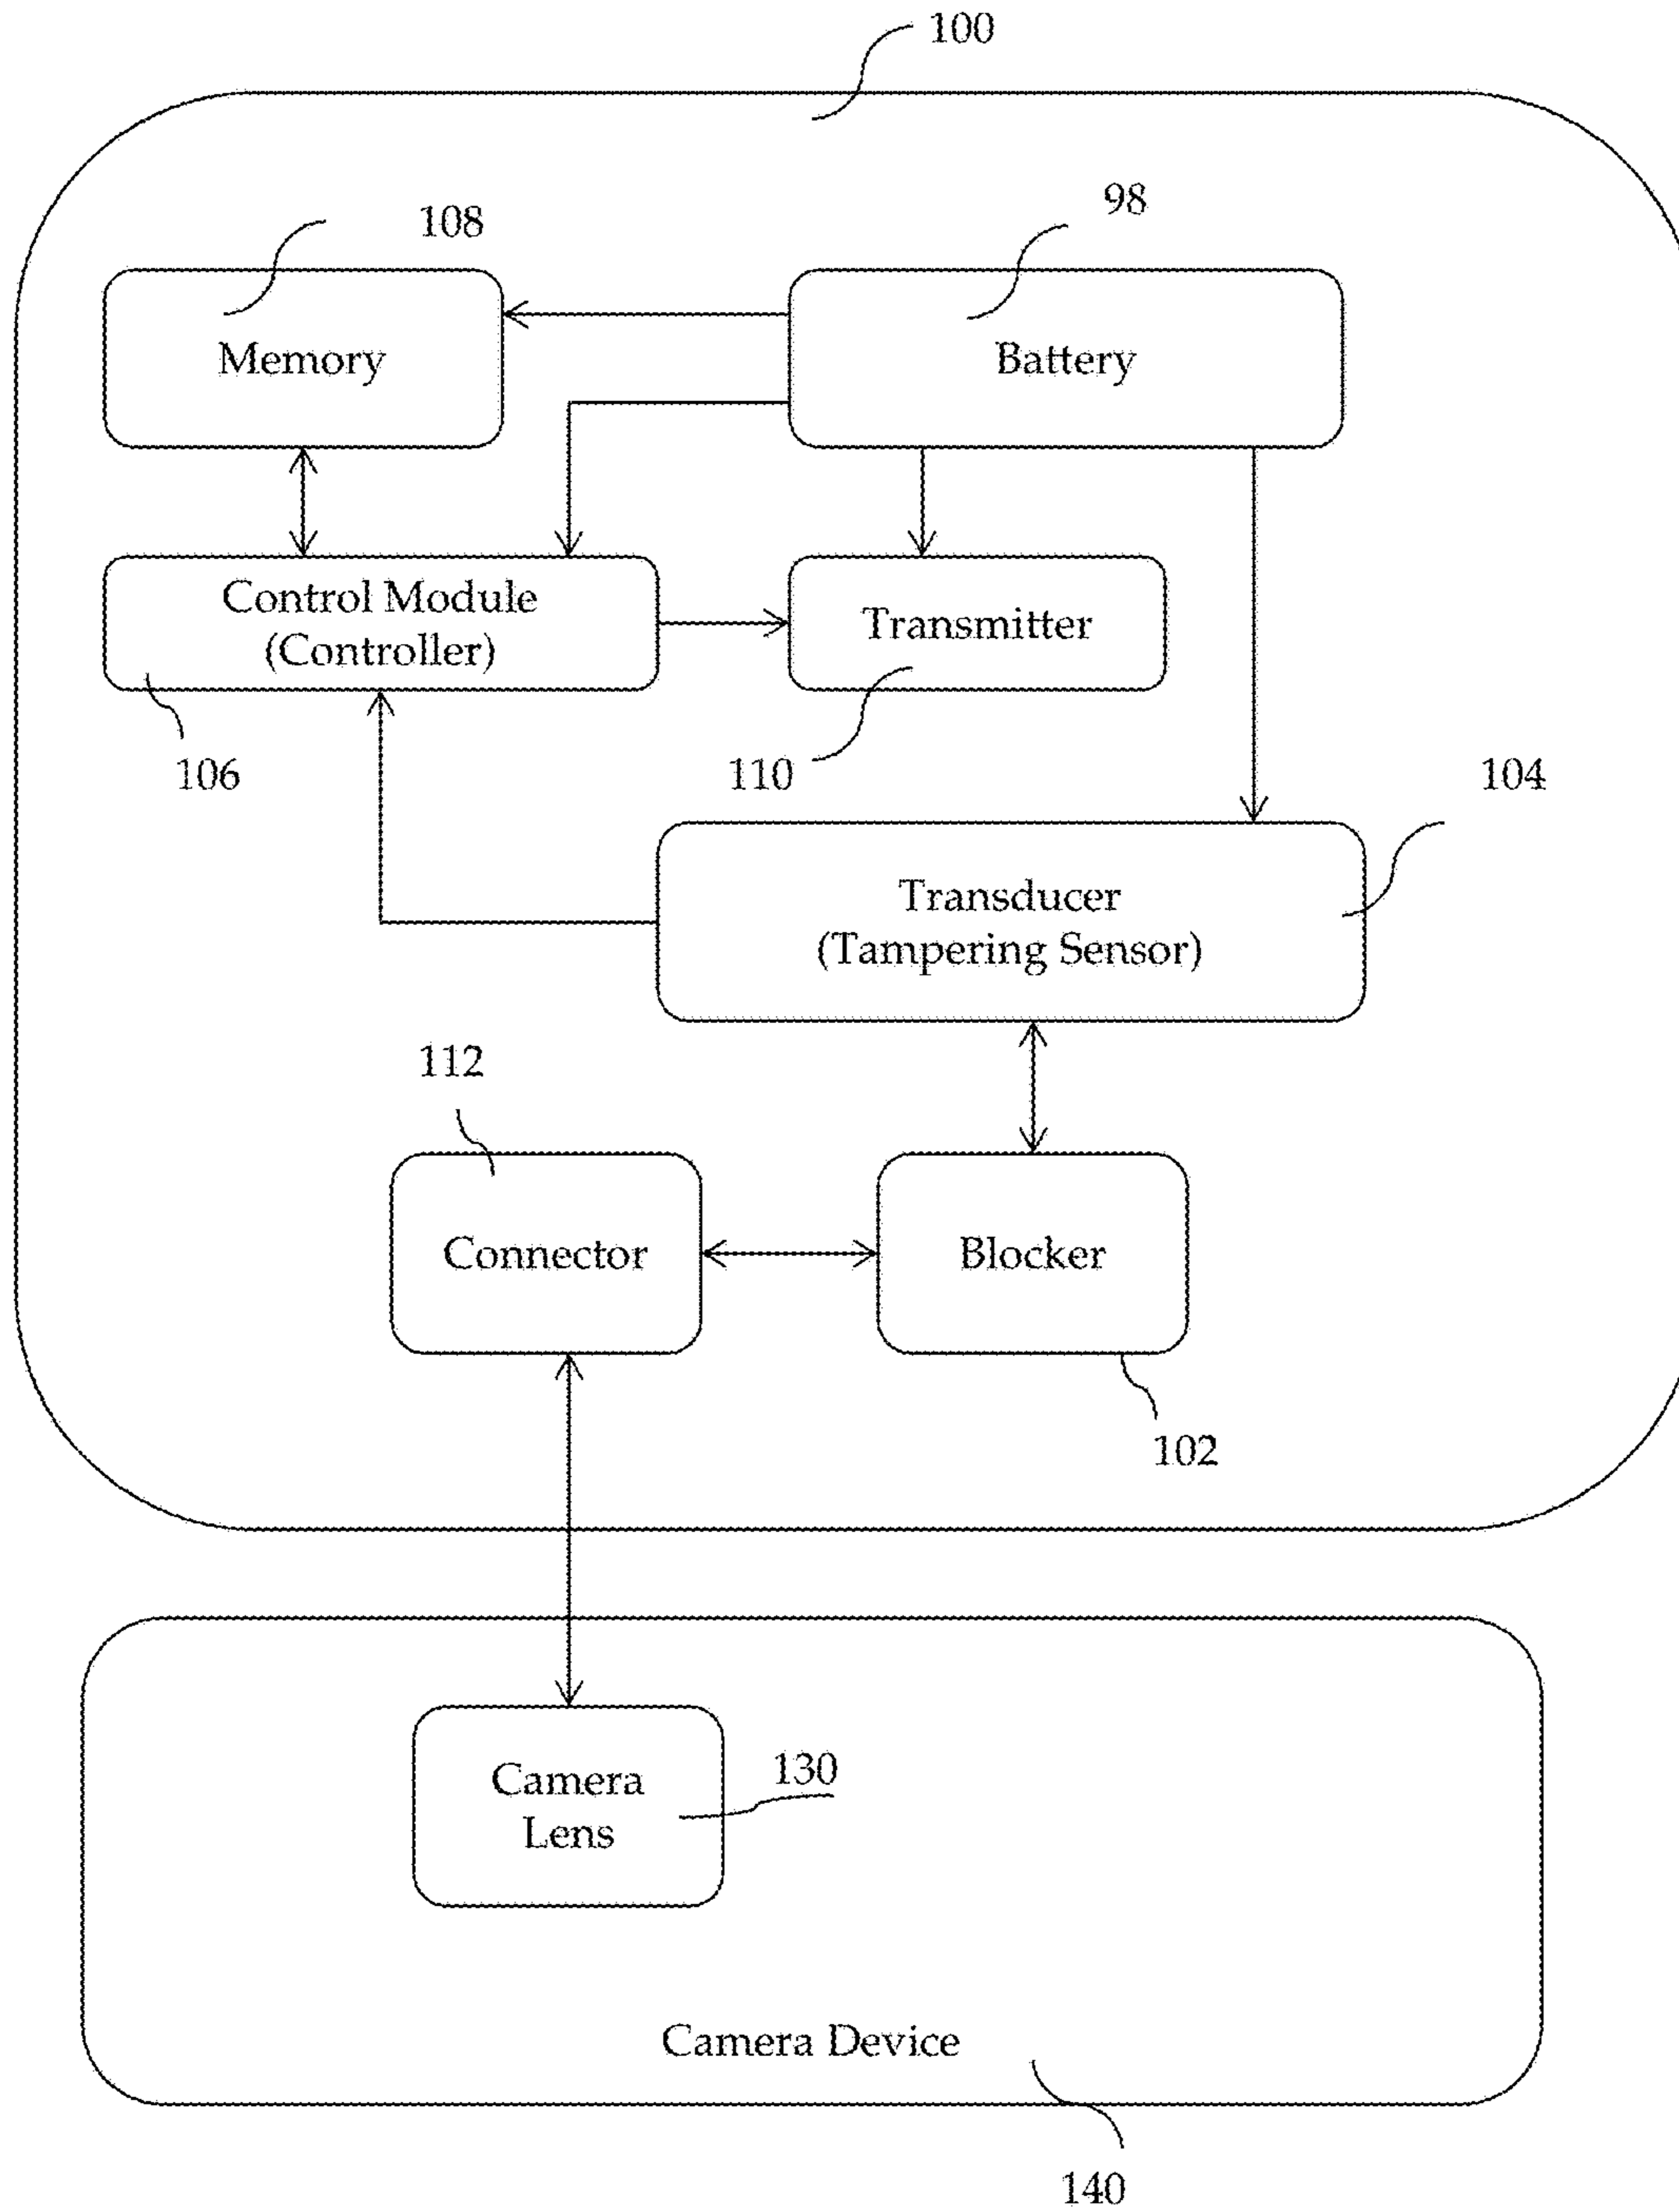 100
108
98
Memory
Battery
Control Module
(Controller)
Transmitter
106
110
104
Transducer
(Tampering Sensor)
112
Connector
Blocker
102
Camera
Lens
130
Camera Device
140